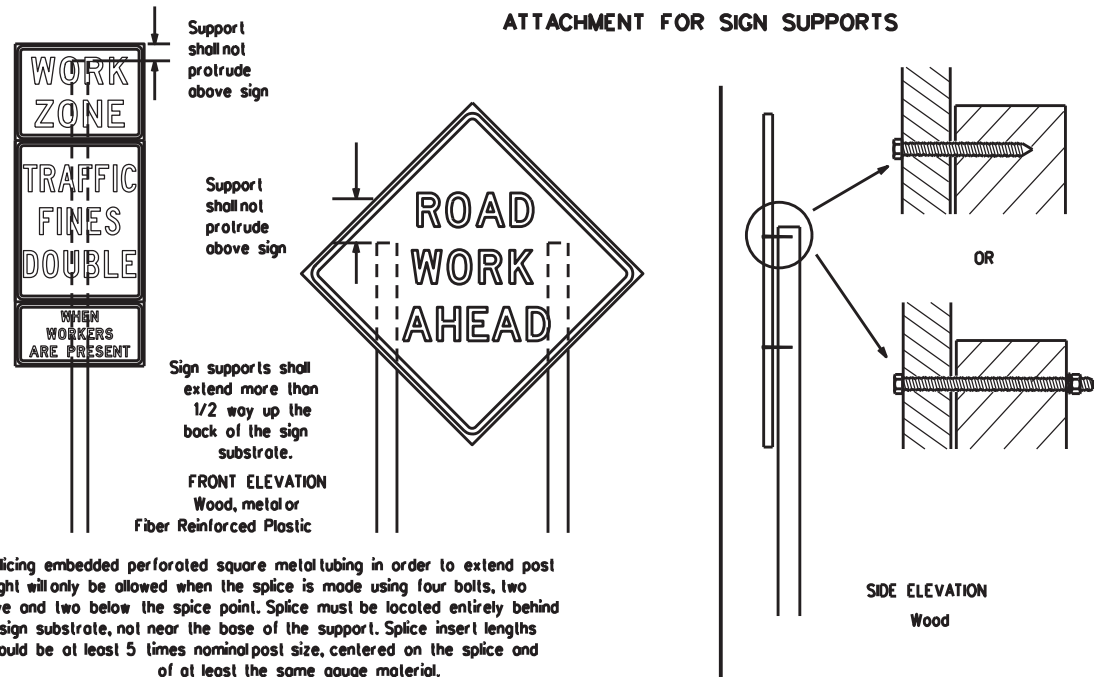 ATTACHMENT FOR SIGN SUPPORTS
Support
shall not
protrude
above sign
WORK
ZONE
TRAFFIC
FINES
DOUBLE
WHEN
WORKERS
ARE PRESENT
Support
shall not
protrude
above sign
ROAD
WORK
AHEAD
Sign supports shall
extend more than
1/2 way up the
back of the sign
substrate.
FRONT ELEVATION
Wood, metal or
Fiber Reinforced Plastic
OR
SIDE ELEVATION
Wood
embedded perforated square metal tubing in order to extend post
will only be allowed when the splice is made using four bolts, two
and two below the spice point. Splice must be located entirely behind
sign substrate, not near the base of the support. Splice insert lengths
be at least 5 times nominal post size, centered on the splice and
of at least the same gauge material.